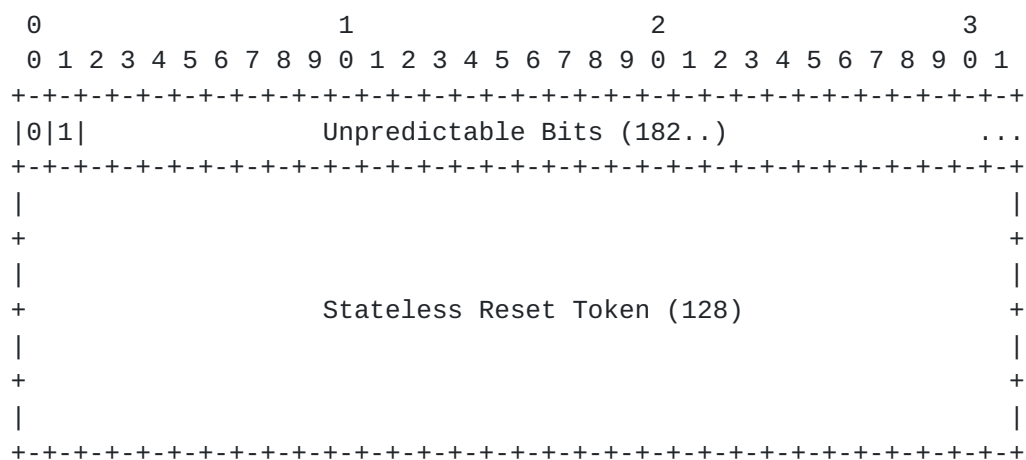 0                   1                   2                   3
 0 1 2 3 4 5 6 7 8 9 0 1 2 3 4 5 6 7 8 9 0 1 2 3 4 5 6 7 8 9 0 1
+-+-+-+-+-+-+-+-+-+-+-+-+-+-+-+-+-+-+-+-+-+-+-+-+-+-+-+-+-+-+-+-+
|0|1|               Unpredictable Bits (182..)                ...
+-+-+-+-+-+-+-+-+-+-+-+-+-+-+-+-+-+-+-+-+-+-+-+-+-+-+-+-+-+-+-+-+
|                                                               |
+                                                               +
|                                                               |
+                   Stateless Reset Token (128)                 +
|                                                               |
+                                                               +
|                                                               |
+-+-+-+-+-+-+-+-+-+-+-+-+-+-+-+-+-+-+-+-+-+-+-+-+-+-+-+-+-+-+-+-+